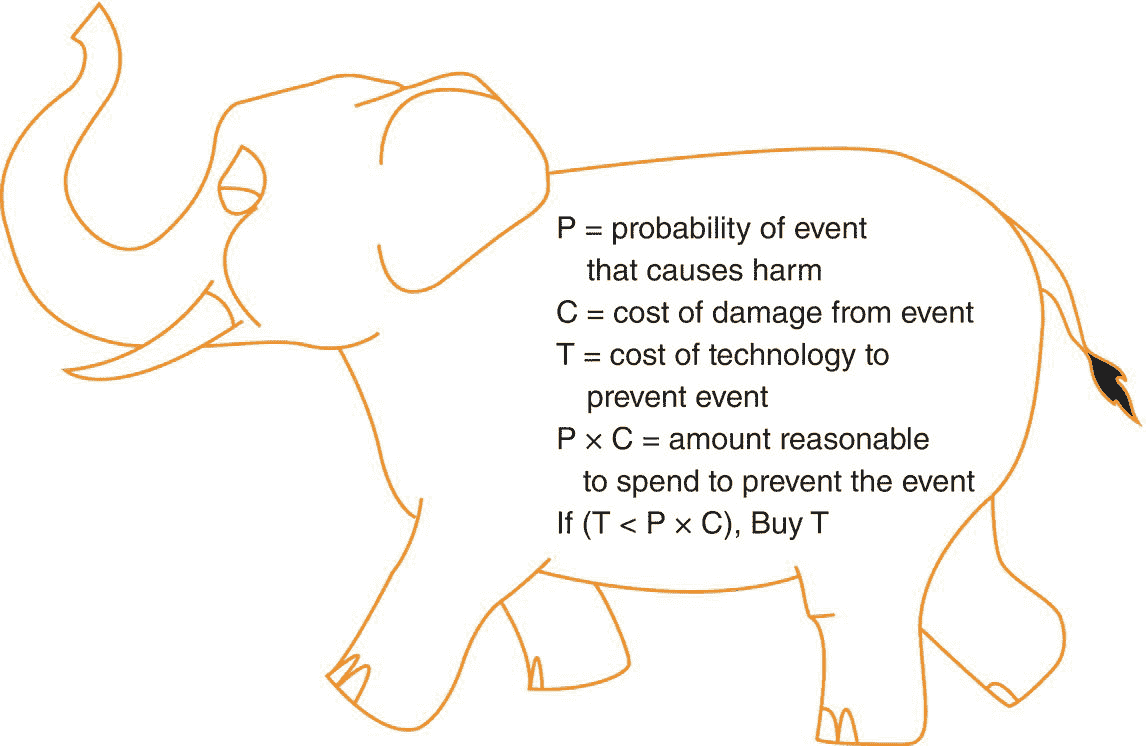 P = probability of event
that causes harm
C = cost of damage from event
T = cost of technology to
prevent event
P × C = amount reasonable
to spend to prevent the event
If (T < P × C), Buy T